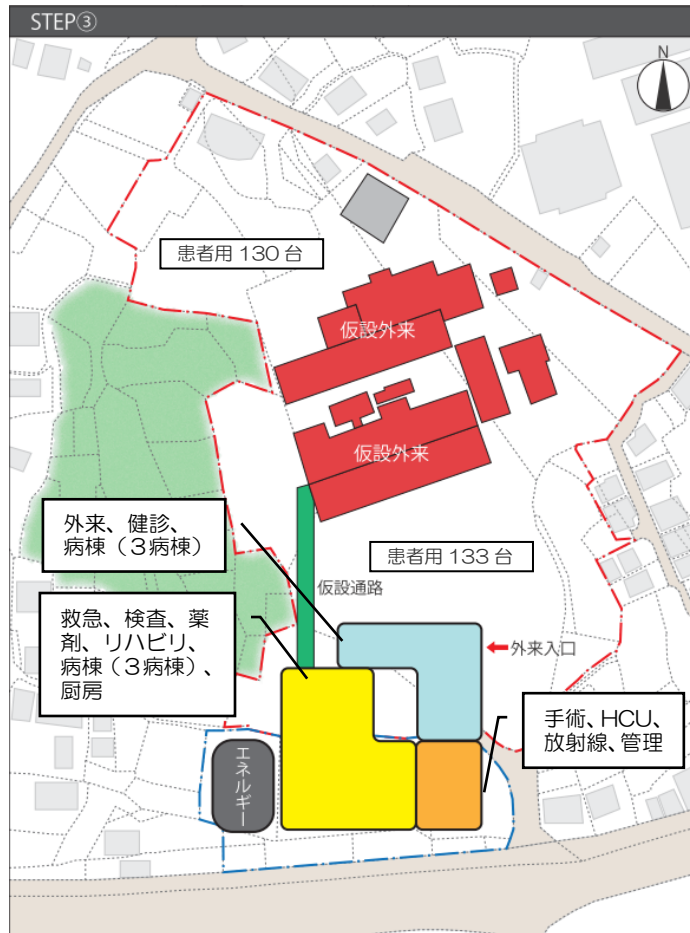 STEP③
N
患者用 130 台
仮設外来
仮設外来
外来、健診、
病棟（３病棟）
患者用 133 台
仮設通路
救急、検査、薬
剤、リハビリ、
病棟（３病棟）、
厨房
外来入口
手術、HCU、
放射線、管理
エネルギー